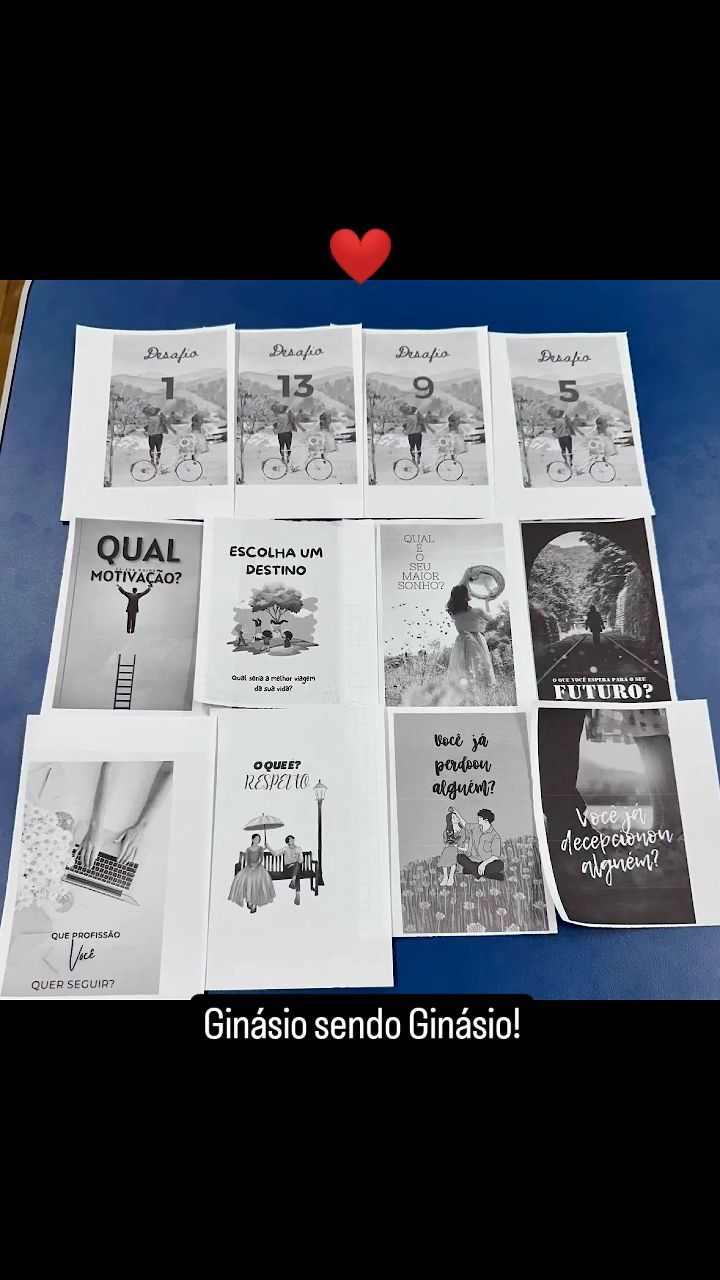 Desafio
1
Desafio
13
Desafio
9
Desafio
5
QUAL
MOTIVAÇÃO?
ESCOLHA UM
DESTINO
Qual seria a melhor viagem
da sua vida?
QUAL
É
O
SEU
MAIOR
SONHO?
O QUE VOCÊ ESPERA PARA O SEU
FUTURO?
QUE PROFISSÃO
Você
QUER SEGUIR?
O QUE É?
RESPEITO
Você já
perdoou
alguém?
Você já
decepcionou
alguém?
Ginásio sendo Ginásio!